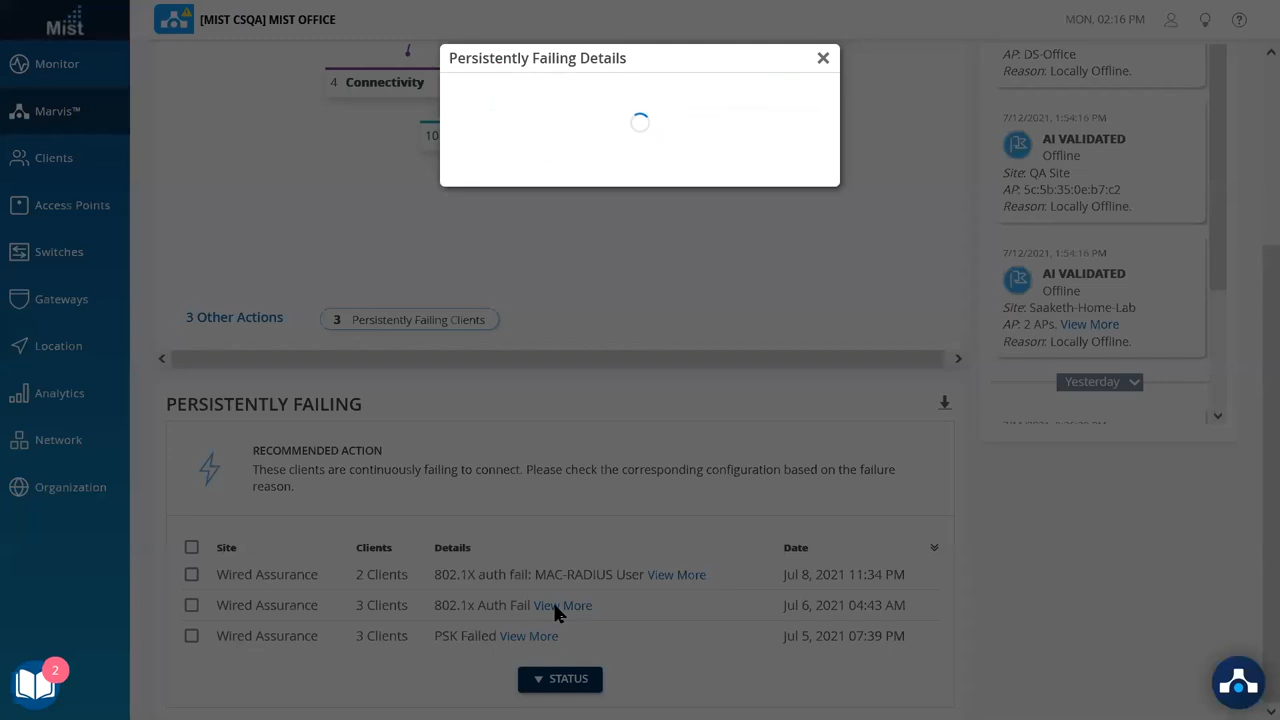 Mist
[MIST CSQA] MIST OFFICE
MON, 02:16 PM
Monitor
Marvis™
Clients
Access Points
Switches
Gateways
Location
Analytics
Network
Organization
2
Persistently Failing Details
4 Connectivity
10
3 Other Actions
3 Persistently Failing Clients
PERSISTENTLY FAILING
RECOMMENDED ACTION
These clients are continuously failing to connect. Please check the corresponding configuration based on the failure
reason.
Site Clients Details Date
Wired Assurance 2 Clients 802.1X auth fail: MAC-RADIUS User View More Jul 8, 2021 11:34 PM
Wired Assurance 3 Clients 802.1x Auth Fail View More Jul 6, 2021 04:43 AM
Wired Assurance 3 Clients PSK Failed View More Jul 5, 2021 07:39 PM
STATUS
AP: DS-Office
Reason: Locally Offline.
7/12/2021, 1:54:16 PM
AI VALIDATED
Offline
Site: QA Site
AP: 5c:5b:35:0e:b7:c2
Reason: Locally Offline.
7/12/2021, 1:54:16 PM
AI VALIDATED
Offline
Site: Saaketh-Home-Lab
AP: 2 APs. View More
Reason: Locally Offline.
Yesterday